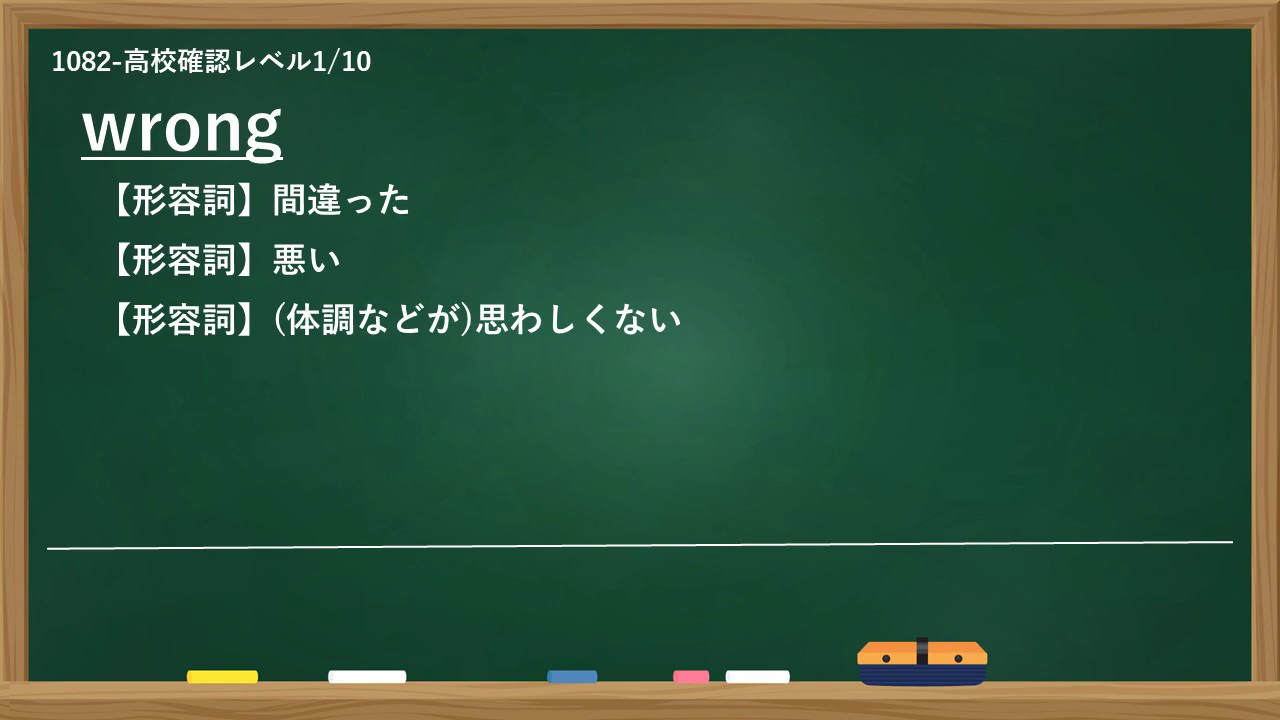 1082-高校確認レベル1/10
wrong
【形容詞】間違った
【形容詞】悪い
【形容詞】(体調などが)思わしくない